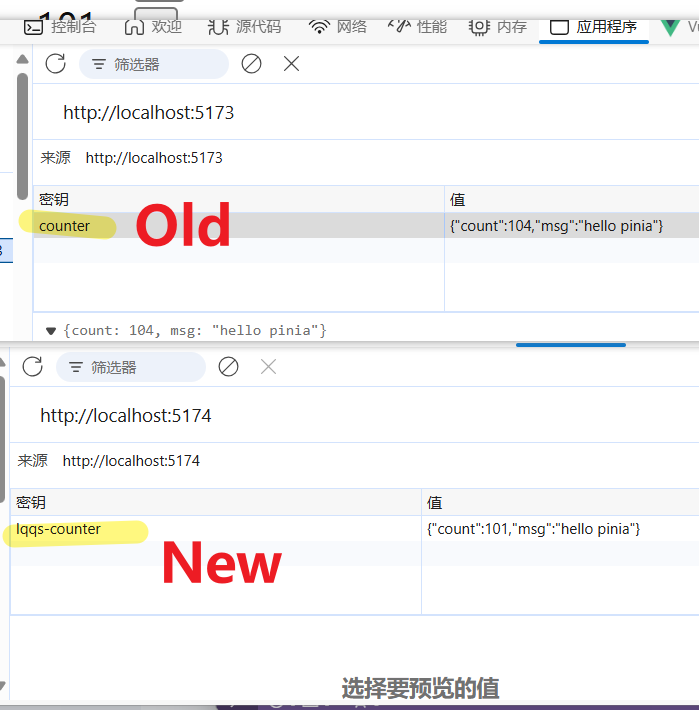 控制台 欢迎 源代码 网络 性能 内存 应用程序
筛选器
http://localhost:5173
来源 http://localhost:5173
密钥 值
counter {"count":104,"msg":"hello pinia"}
Old
{count: 104, msg: "hello pinia"}
筛选器
http://localhost:5174
来源 http://localhost:5174
密钥 值
lqqs-counter {"count":101,"msg":"hello pinia"}
New
选择要预览的值